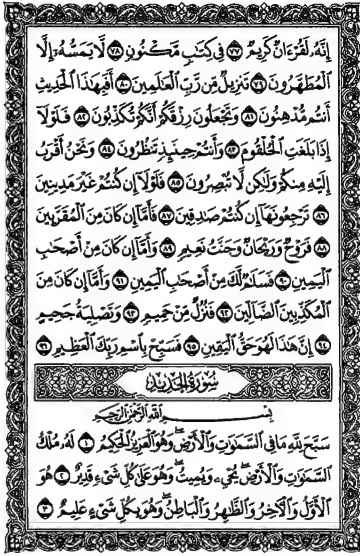 إِنَّهُۥ لَقُرْءَانٌ كَرِيمٌ ٧٧ فِى كِتَٰبٍ مَّكْنُونٍ ٧٨ لَّا يَمَسُّهُۥٓ إِلَّا
ٱلْمُطَهَّرُونَ ٧٩ تَنزِيلٌ مِّن رَّبِّ ٱلْعَٰلَمِينَ ٨٠ أَفَبِهَٰذَا ٱلْحَدِيثِ
أَنتُم مُّدْهِنُونَ ٨١ وَتَجْعَلُونَ رِزْقَكُمْ أَنَّكُمْ تُكَذِّبُونَ ٨٢ فَلَوْلَآ
إِذَا بَلَغَتِ ٱلْحُلْقُومَ ٨٣ وَأَنتُمْ حِينَئِذٍ تَنظُرُونَ ٨٤ وَنَحْنُ أَقْرَبُ
إِلَيْهِ مِنكُمْ وَلَٰكِن لَّا تُبْصِرُونَ ٨٥ فَلَوْلَآ إِن كُنتُمْ غَيْرَ مَدِينِينَ
٨٦ تَرْجِعُونَهَآ إِن كُنتُمْ صَٰدِقِينَ ٨٧ فَأَمَّآ إِن كَانَ مِنَ ٱلْمُقَرَّبِينَ
٨٨ فَرَوْحٌ وَرَيْحَانٌ وَجَنَّتُ نَعِيمٍ ٨٩ وَأَمَّآ إِن كَانَ مِنْ أَصْحَٰبِ
ٱلْيَمِينِ ٩٠ فَسَلَٰمٌ لَّكَ مِنْ أَصْحَٰبِ ٱلْيَمِينِ ٩١ وَأَمَّآ إِن كَانَ مِنَ
ٱلْمُكَذِّبِينَ ٱلضَّآلِّينَ ٩٢ فَنُزُلٌ مِّنْ حَمِيمٍ ٩٣ وَتَصْلِيَةُ جَحِيمٍ
٩٤ إِنَّ هَٰذَا لَهُوَ حَقُّ ٱلْيَقِينِ ٩٥ فَسَبِّحْ بِٱسْمِ رَبِّكَ ٱلْعَظِيمِ ٩٦
سُورَةُ الحَدِيدِ
بِسْمِ ٱللَّهِ ٱلرَّحْمَٰنِ ٱلرَّحِيمِ
سَبَّحَ لِلَّهِ مَا فِى ٱلسَّمَٰوَٰتِ وَٱلْأَرْضِ ۖ وَهُوَ ٱلْعَزِيزُ ٱلْحَكِيمُ ١ لَهُۥ مُلْكُ
ٱلسَّمَٰوَٰتِ وَٱلْأَرْضِ ۖ يُحْىِۦ وَيُمِيتُ ۖ وَهُوَ عَلَىٰ كُلِّ شَىْءٍ قَدِيرٌ ٢ هُوَ
ٱلْأَوَّلُ وَٱلْءَاخِرُ وَٱلظَّٰهِرُ وَٱلْبَاطِنُ ۖ وَهُوَ بِكُلِّ شَىْءٍ عَلِيمٌ ٣